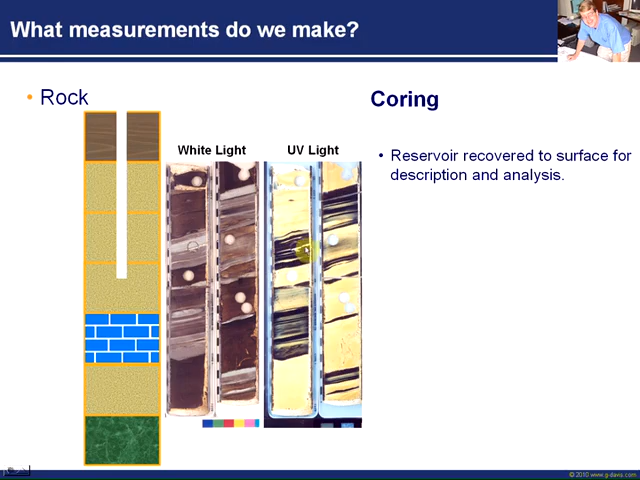 What measurements do we make?
• Rock
Coring
White Light
UV Light
• Reservoir recovered to surface for
description and analysis.
© 2010 www.g-davis.com